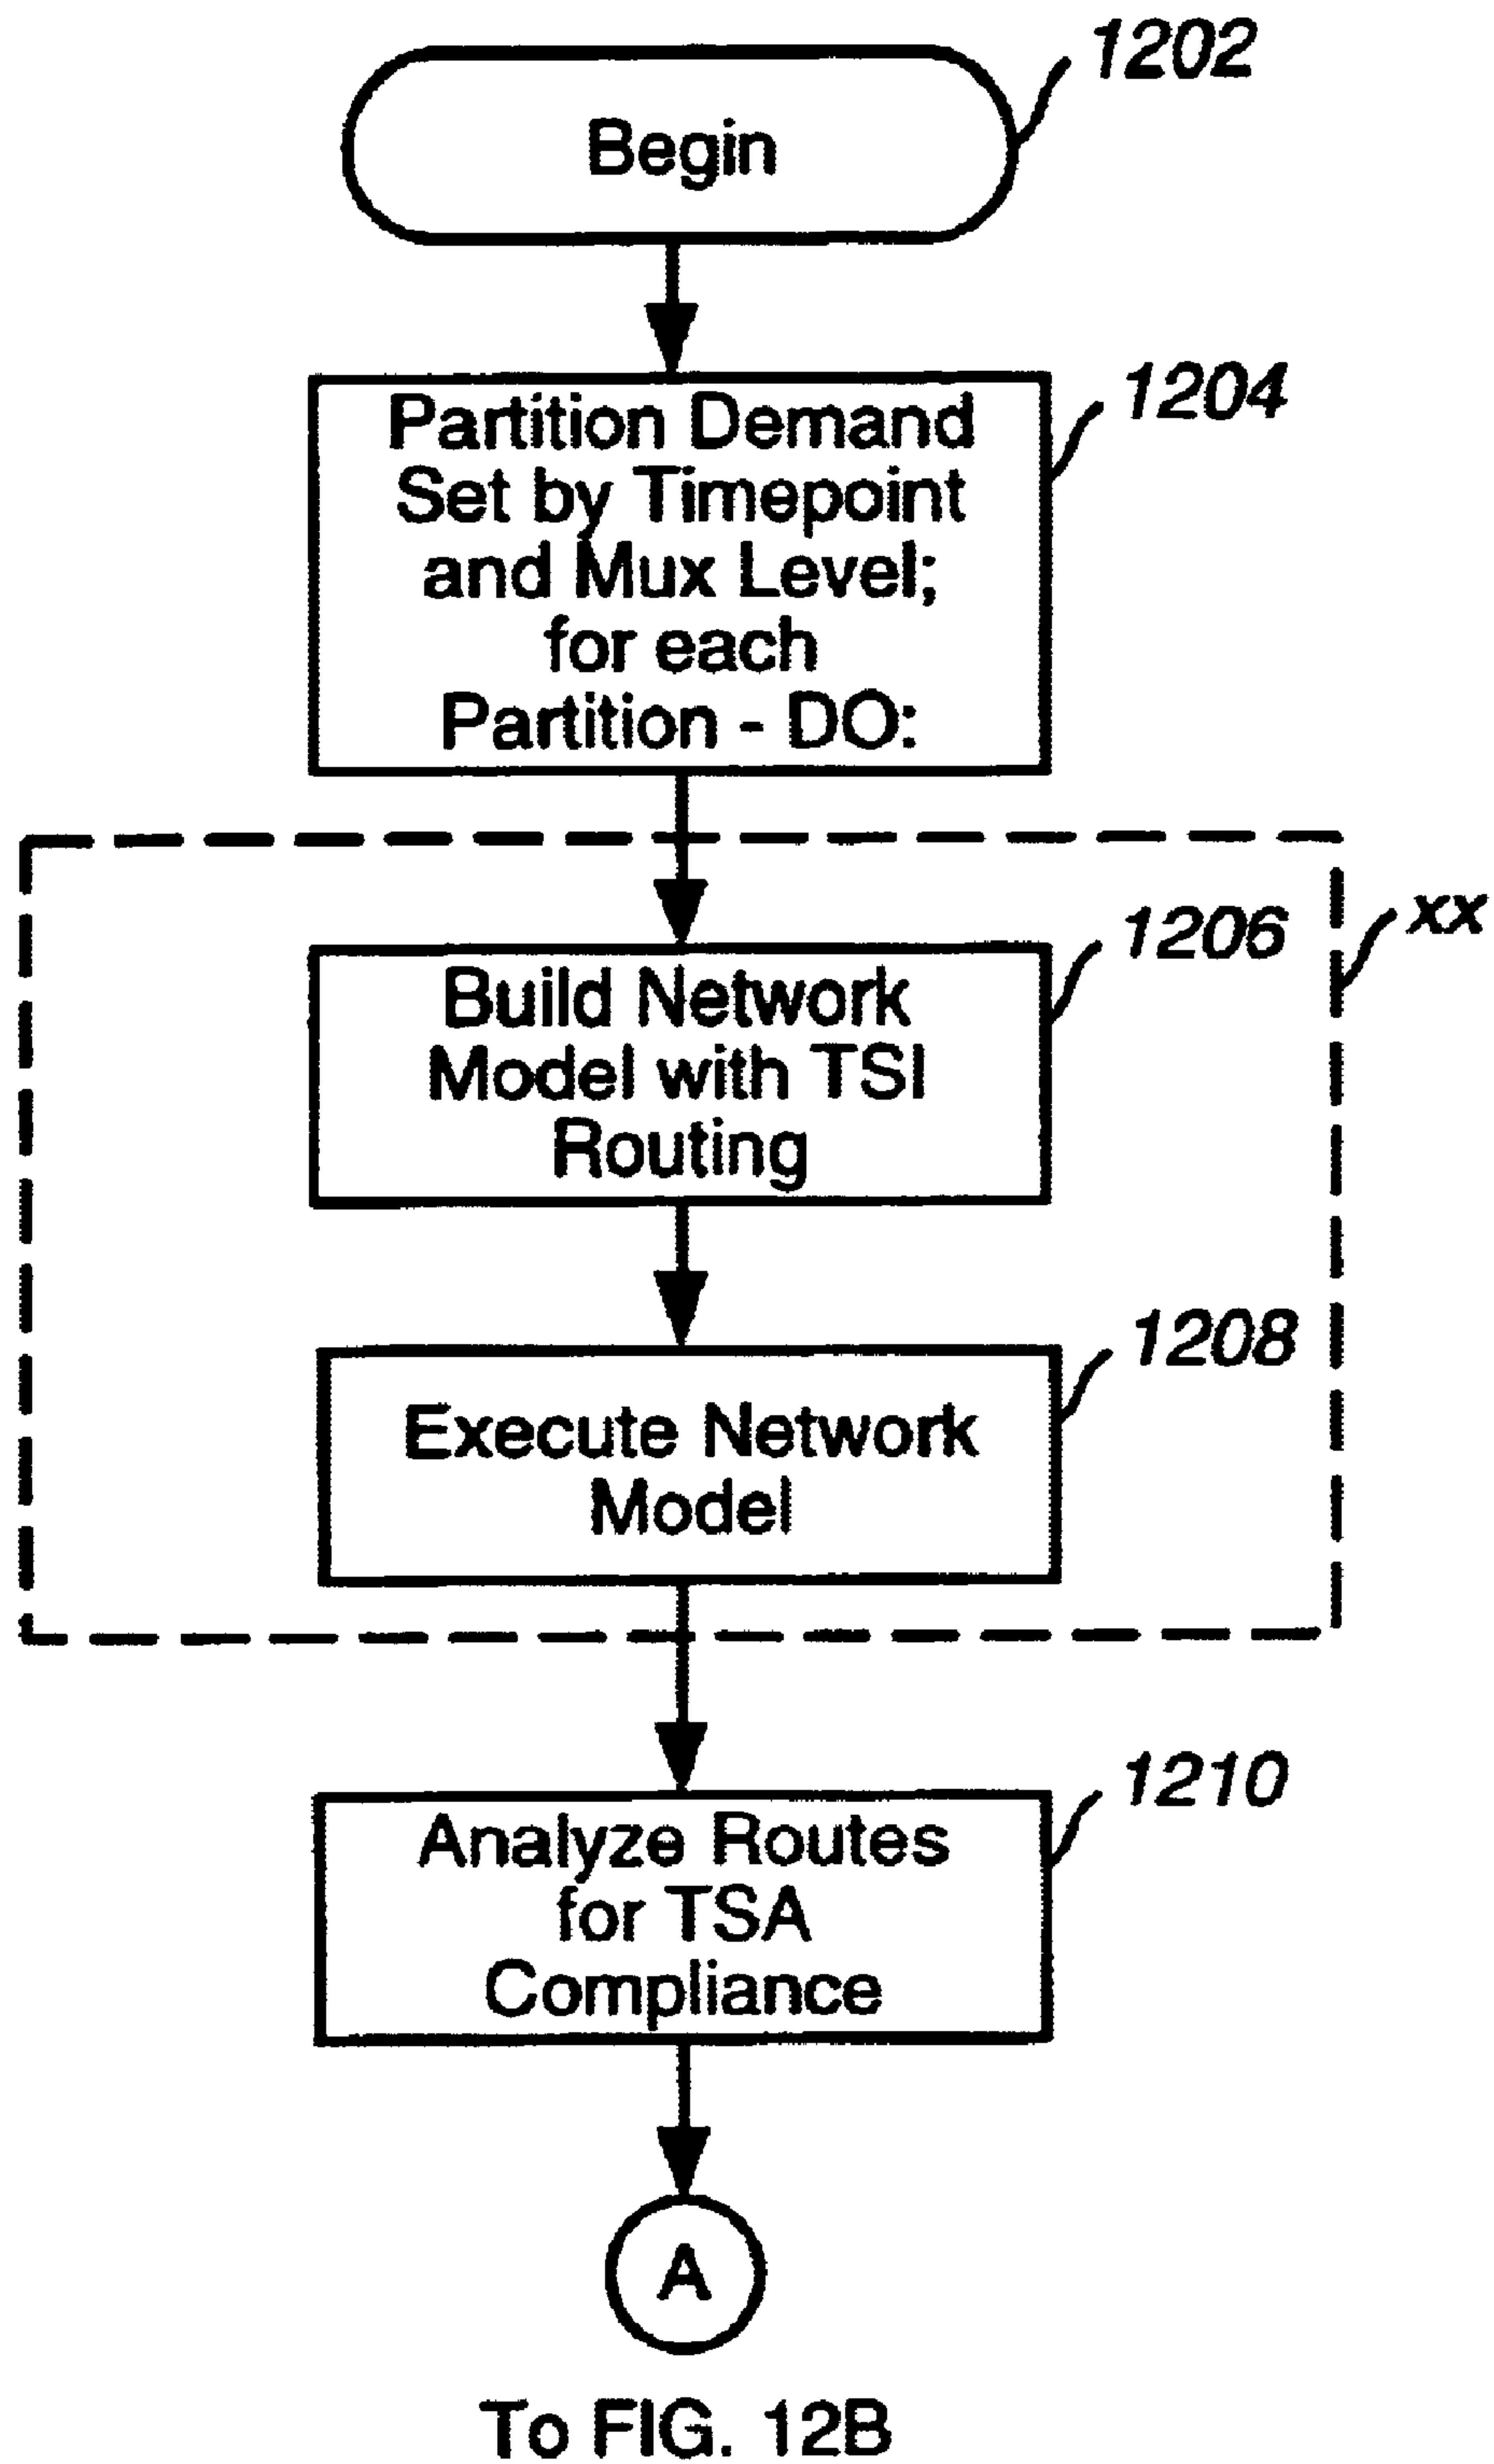 1202
Begin
1204
Partition Demand
Set by Timepoint
and Mux Level;
for each
Partition - DO:
xx
1206
Build Network
Model with TSI
Routing
1208
Execute Network
Model
1210
Analyze Routes
for TSA
Compliance
A
To FIG. 12B